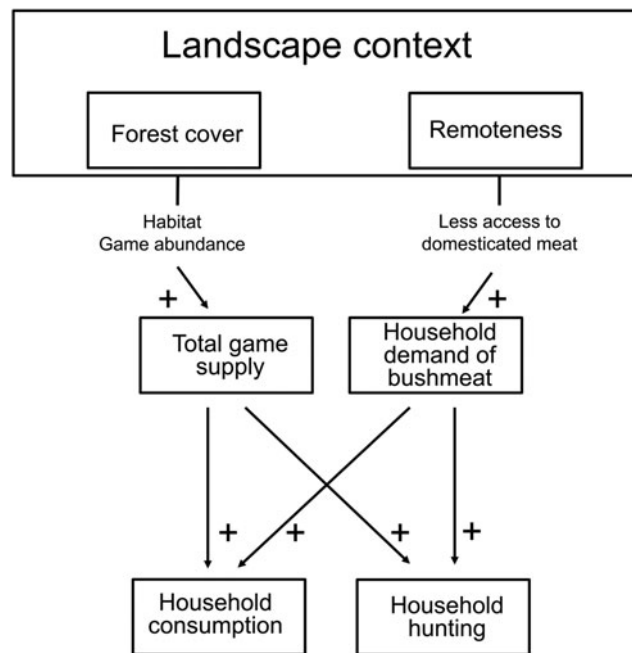 Landscape context
Forest cover
Remoteness
Habitat
Game abundance
Less access to
domesticated meat
+
+
Total game
supply
Household
demand of
bushmeat
+
+
+
+
Household
consumption
Household
hunting